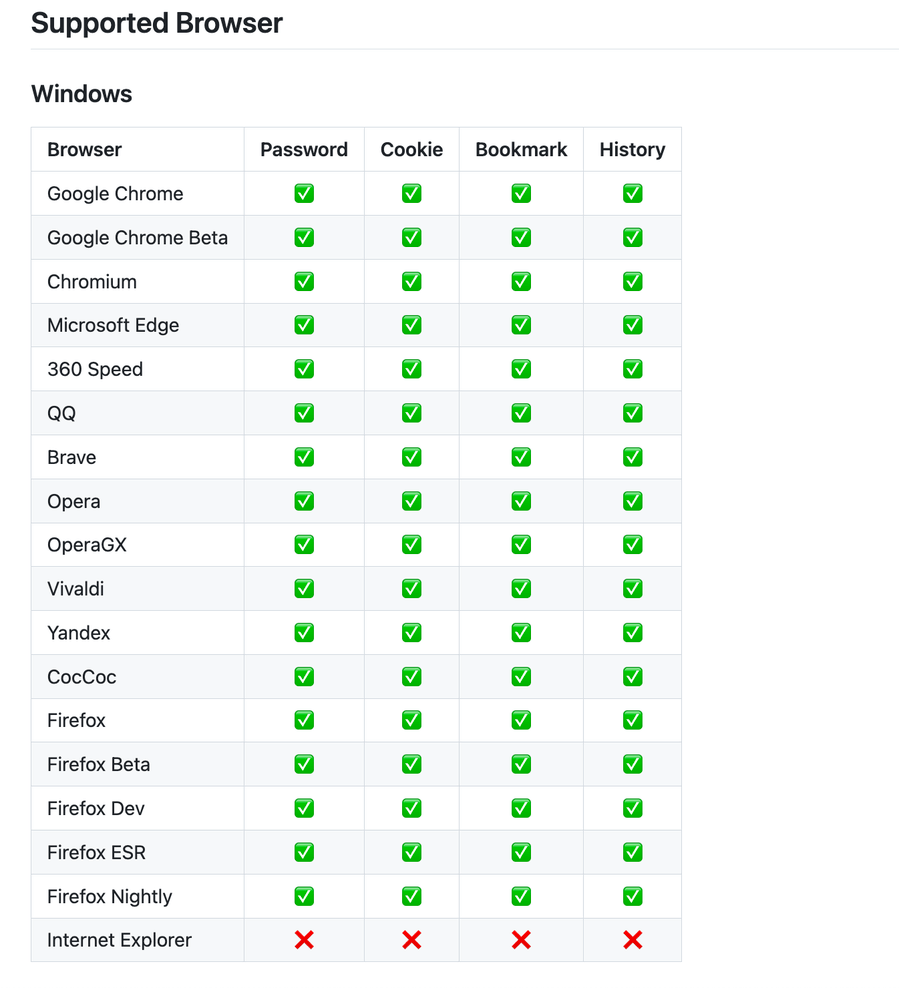 Supported Browser
Windows
Browser Password Cookie Bookmark History
Google Chrome ✅ ✅ ✅ ✅
Google Chrome Beta ✅ ✅ ✅ ✅
Chromium ✅ ✅ ✅ ✅
Microsoft Edge ✅ ✅ ✅ ✅
360 Speed ✅ ✅ ✅ ✅
QQ ✅ ✅ ✅ ✅
Brave ✅ ✅ ✅ ✅
Opera ✅ ✅ ✅ ✅
OperaGX ✅ ✅ ✅ ✅
Vivaldi ✅ ✅ ✅ ✅
Yandex ✅ ✅ ✅ ✅
CocCoc ✅ ✅ ✅ ✅
Firefox ✅ ✅ ✅ ✅
Firefox Beta ✅ ✅ ✅ ✅
Firefox Dev ✅ ✅ ✅ ✅
Firefox ESR ✅ ✅ ✅ ✅
Firefox Nightly ✅ ✅ ✅ ✅
Internet Explorer ❌ ❌ ❌ ❌